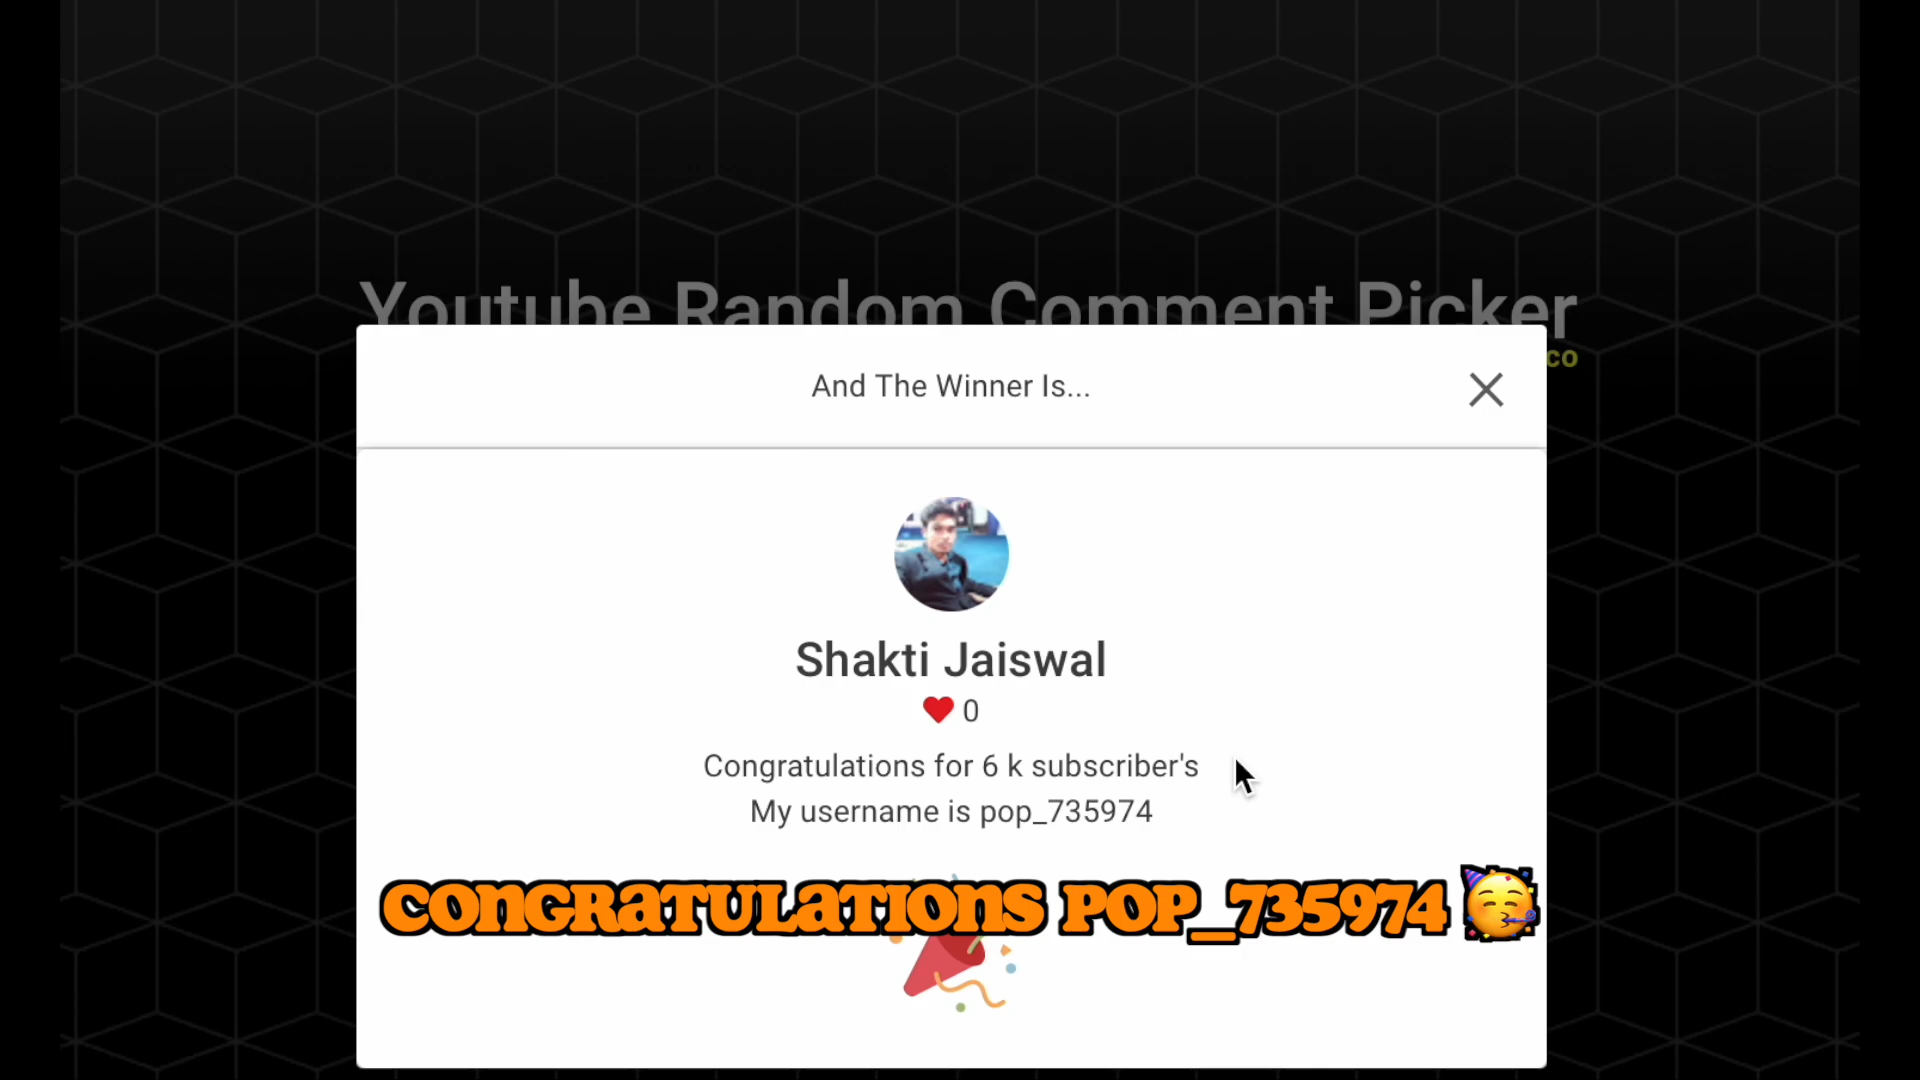 Youtube Random Comment Picker
co
And The Winner Is...
Shakti Jaiswal
0
Congratulations for 6 k subscriber's
My username is pop_735974
CONGRATULATIONS POP_735974 🥳